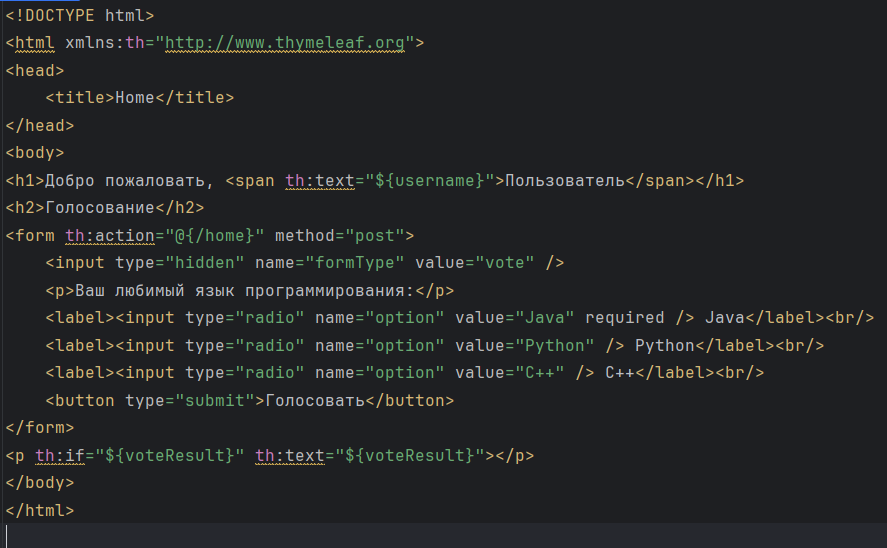 <!DOCTYPE html>
<html xmlns:th="http://www.thymeleaf.org">
<head>
    <title>Home</title>
</head>
<body>
<h1>Добро пожаловать, <span th:text="${username}">Пользователь</span></h1>
<h2>Голосование</h2>
<form th:action="@{/home}" method="post">
    <input type="hidden" name="formType" value="vote" />
    <p>Ваш любимый язык программирования:</p>
    <label><input type="radio" name="option" value="Java" required /> Java</label><br/>
    <label><input type="radio" name="option" value="Python" /> Python</label><br/>
    <label><input type="radio" name="option" value="C++" /> C++</label><br/>
    <button type="submit">Голосовать</button>
</form>
<p th:if="${voteResult}" th:text="${voteResult}"></p>
</body>
</html>